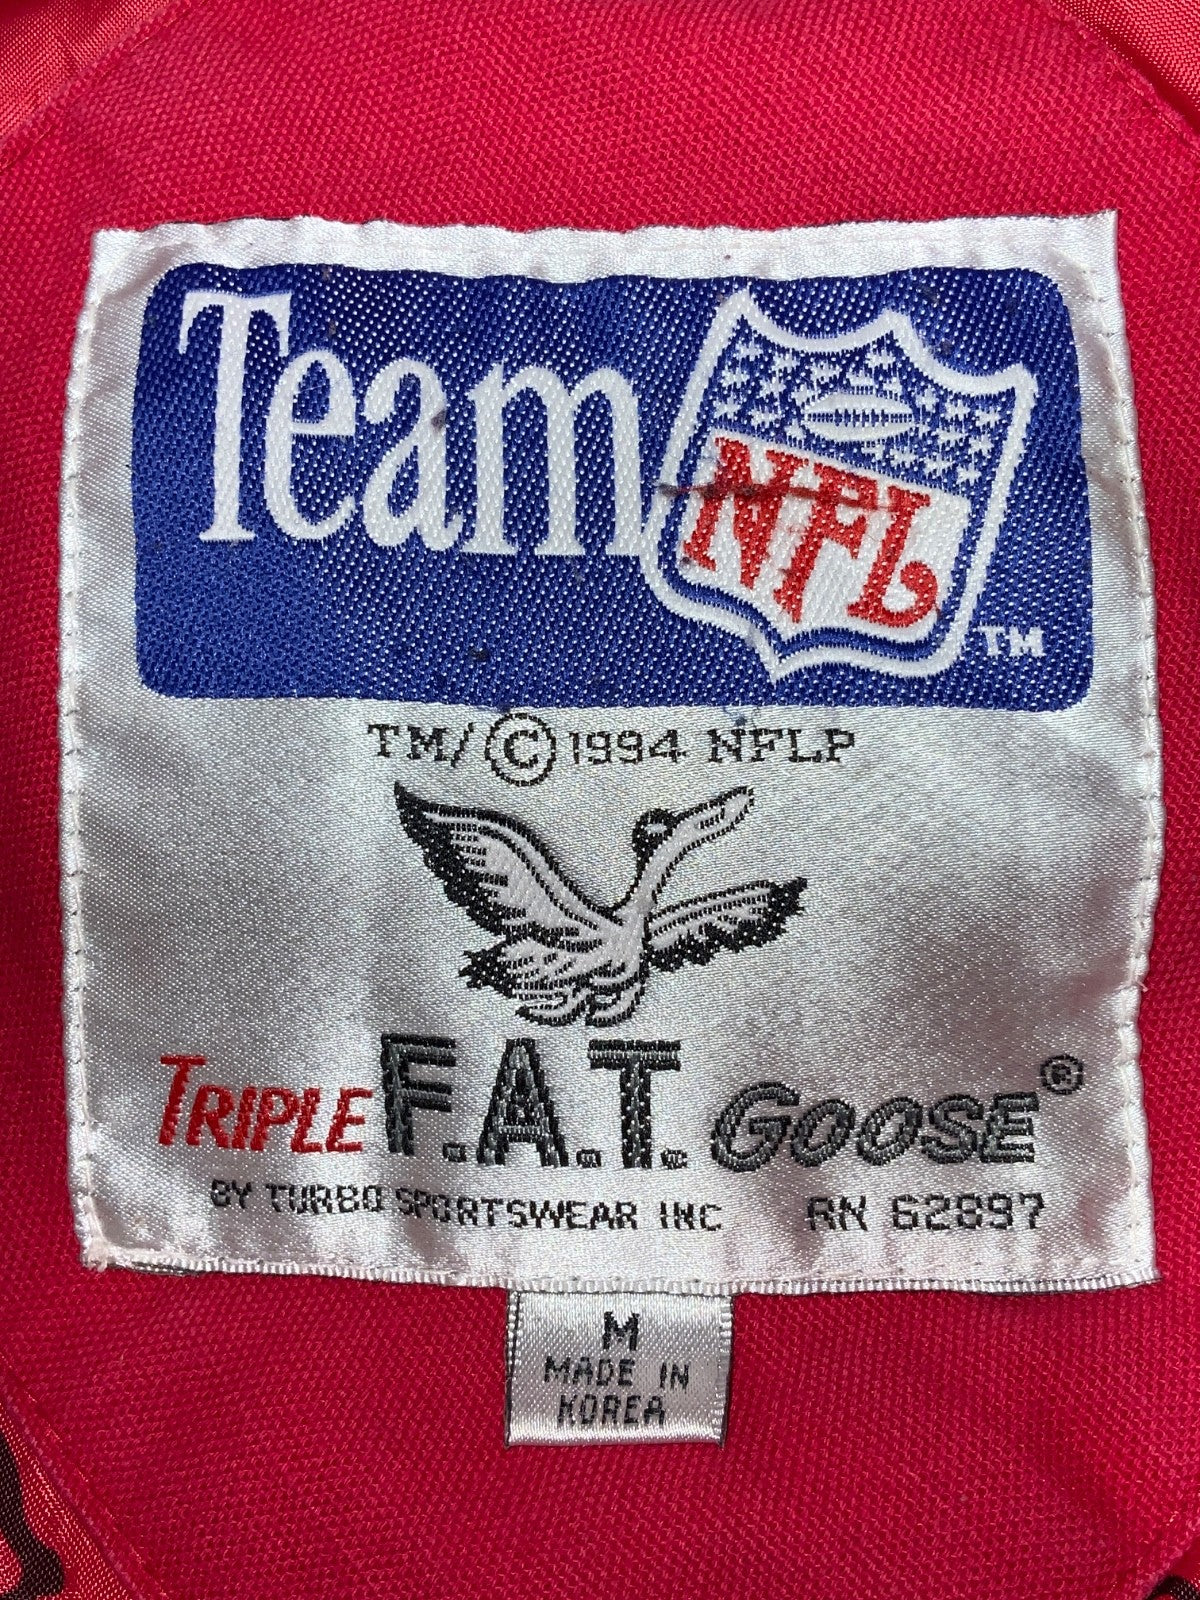 Team NFL TM
TM/© 1994 NFLP
TRIPLE F.A.T. GOOSE®
BY TURBO SPORTSWEAR INC RN 62897
M
MADE IN
KOREA